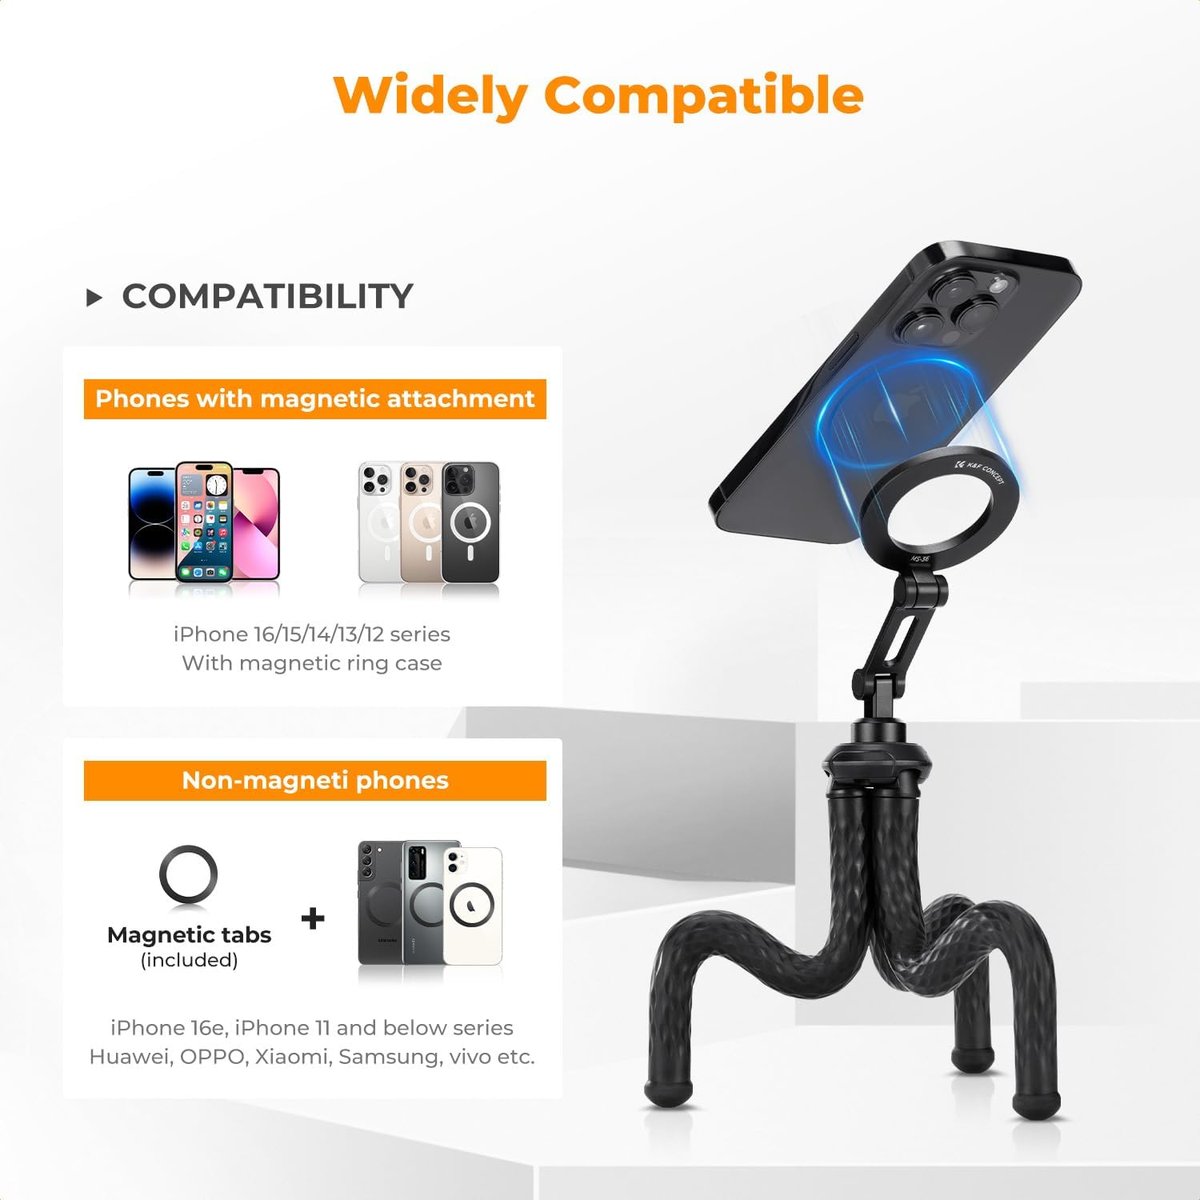 Widely Compatible
COMPATIBILITY
Phones with magnetic attachment
iPhone 16/15/14/13/12 series
With magnetic ring case
Non-magneti phones
Magnetic tabs
(included)
+
iPhone 16e, iPhone 11 and below series
Huawei, OPPO, Xiaomi, Samsung, vivo etc.
K&F CONCEPT
SAMSUNG